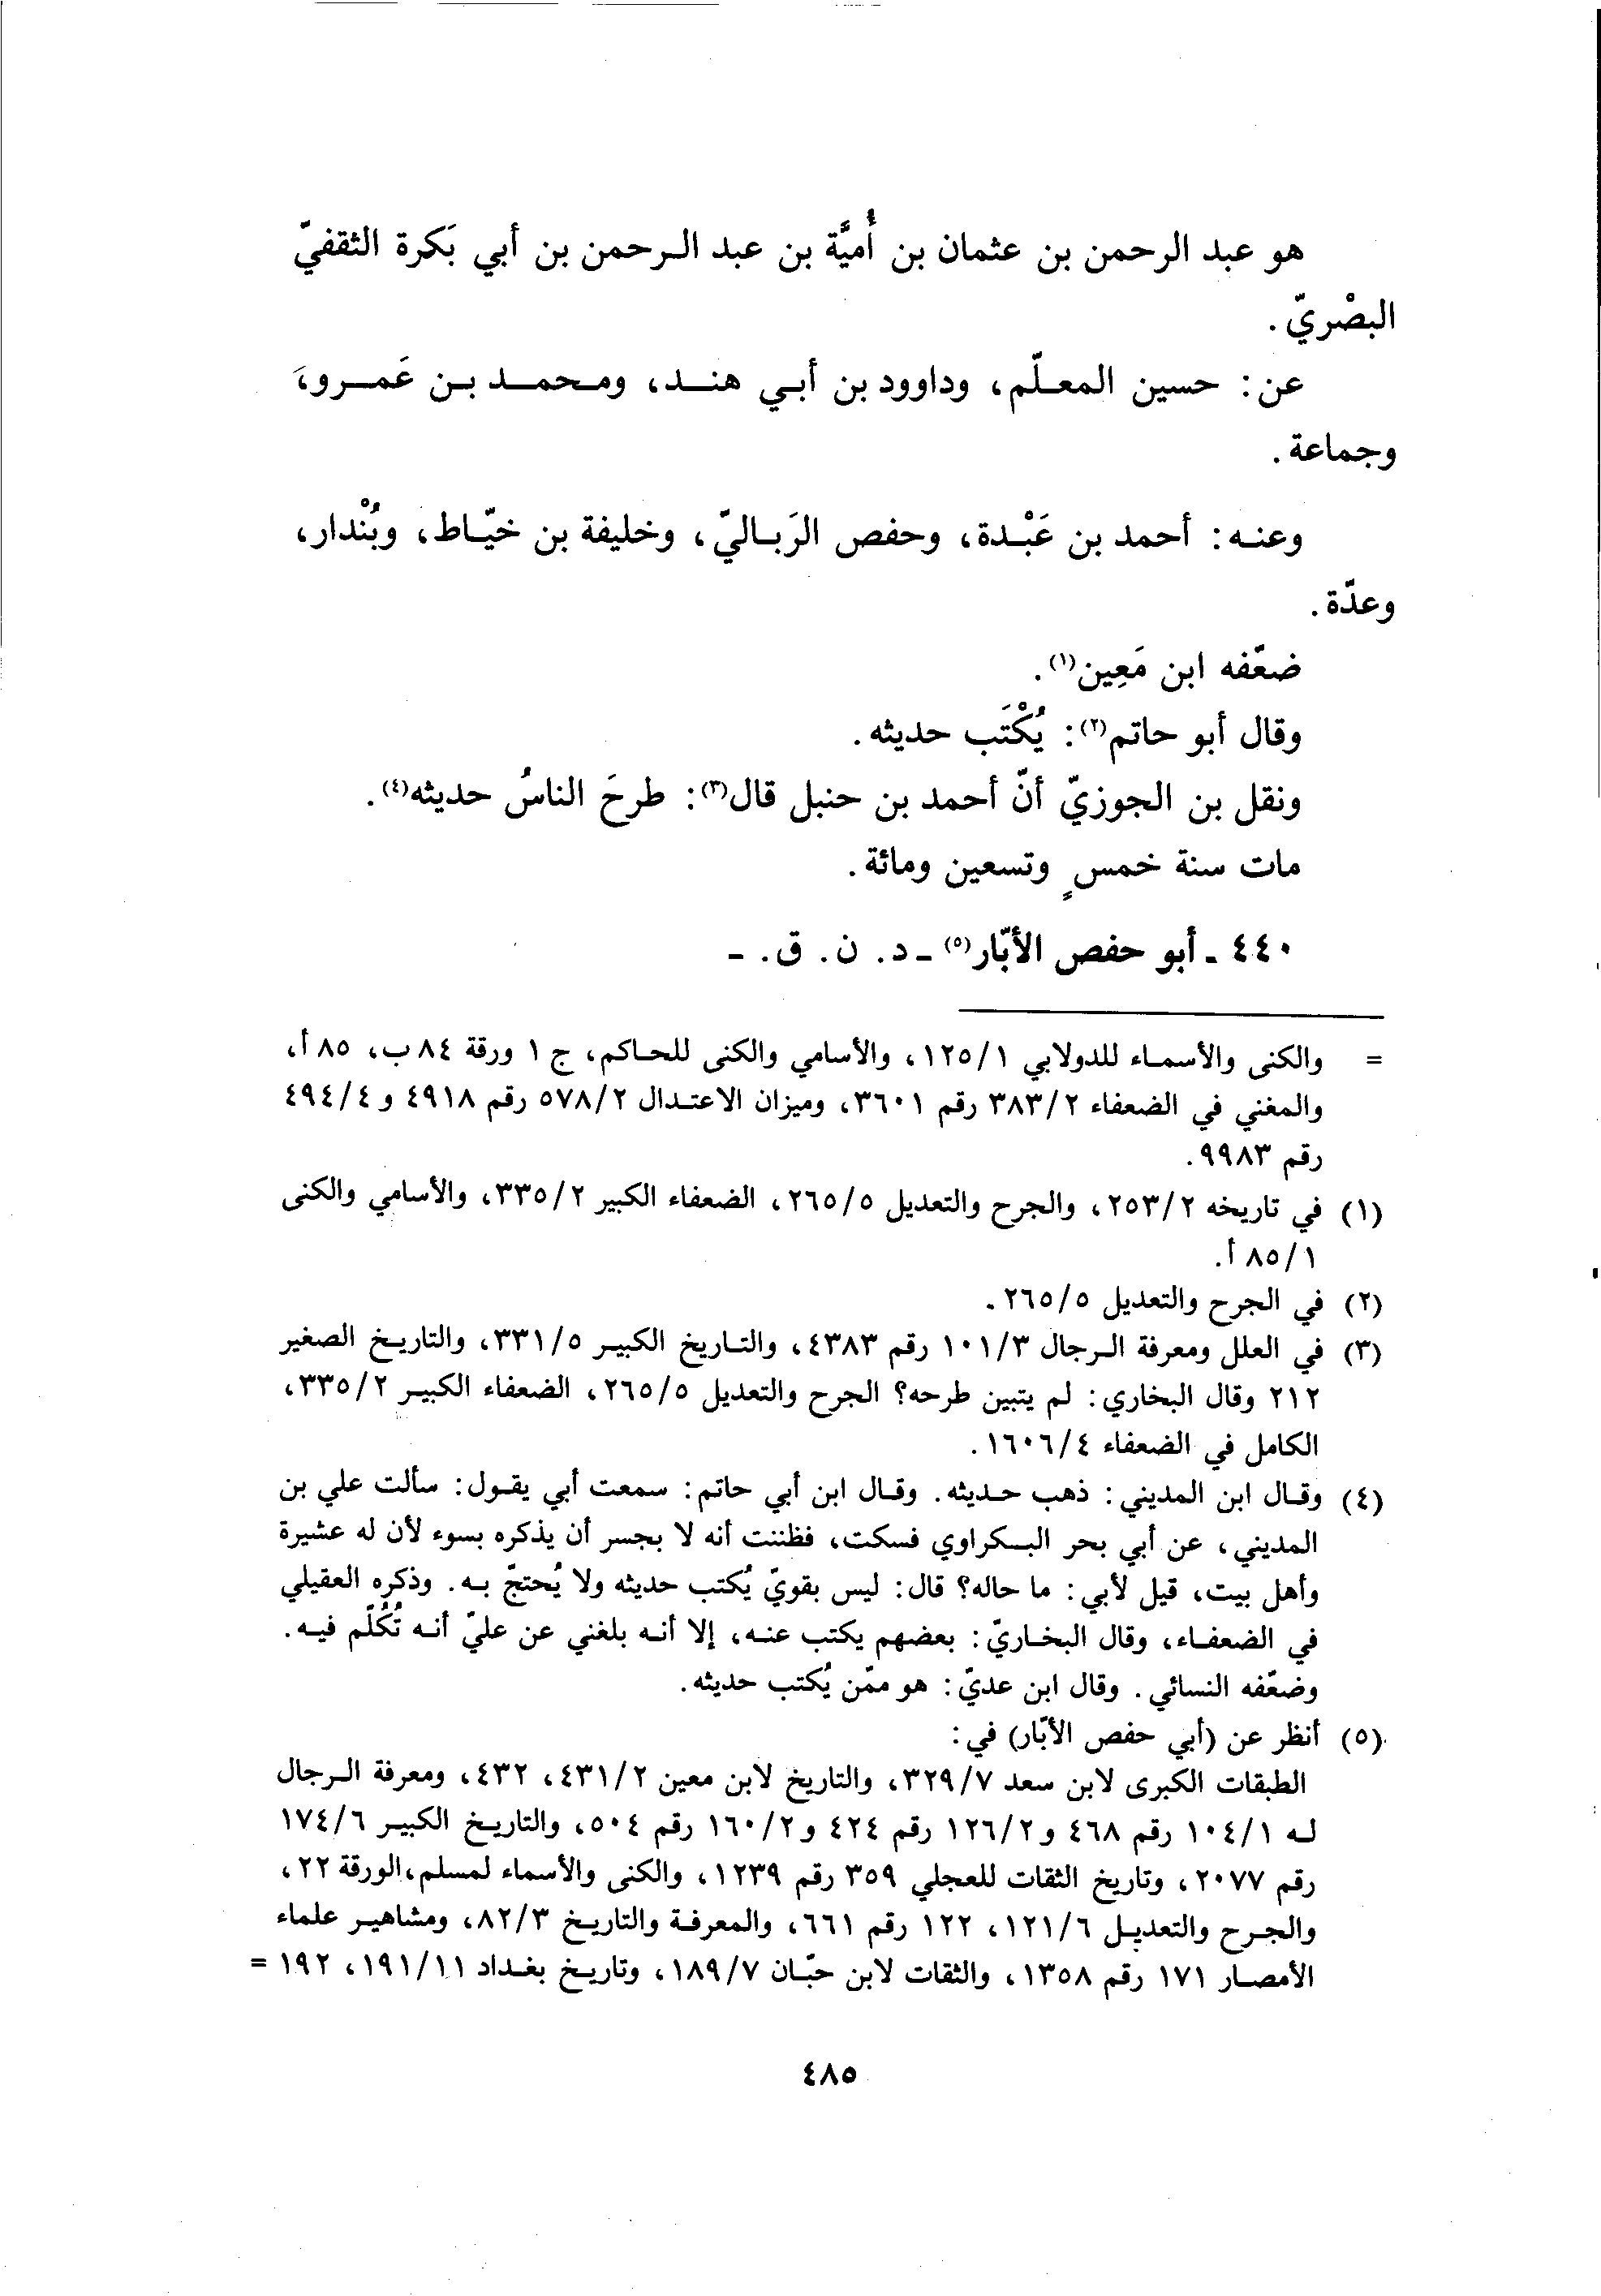 هو عبد الرحمن بن عثمان بن أُميَّة بن عبد الرحمن بن أبي بَكرة الثقفيّ
البصْريّ.
عن: حسين المعلّم، وداوود بن أبي هند، ومحمد بن عَمرو،
وجماعة.
وعنه: أحمد بن عَبْدة، وحفص الرَباليّ، وخليفة بن خيّاط، وبُنْدار،
وعدّة.
ضعّفه ابن مَعِين(١).
وقال أبو حاتم(٢): يُكْتَب حديثه.
ونقل بن الجوزيّ أنّ أحمد بن حنبل قال(٣): طرحَ الناسُ حديثه(٤).
مات سنة خمسٍ وتسعين ومائة.
٤٤٠ - أبو حفص الأبّار(٥) - د. ن. ق. -
= والكنى والأسماء للدولابي ١٢٥/١، والأسامي والكنى للحاكم، ج ١ ورقة ٨٤ ب، ٨٥ أ،
والمغني في الضعفاء ٣٨٣/٢ رقم ٣٦٠١، وميزان الاعتدال ٥٧٨/٢ رقم ٤٩١٨ و ٤٩٤/٤
رقم ٩٩٨٣.
(١) في تاريخه ٢٥٣/٢، والجرح والتعديل ٢٦٥/٥، الضعفاء الكبير ٣٣٥/٢، والأسامي والكنى
٨٥/١ أ.
(٢) في الجرح والتعديل ٢٦٥/٥.
(٣) في العلل ومعرفة الرجال ١٠١/٣ رقم ٤٣٨٣، والتاريخ الكبير ٣٣١/٥، والتاريخ الصغير
٢١٢ وقال البخاري: لم يتبين طرحه؟ الجرح والتعديل ٢٦٥/٥، الضعفاء الكبير ٣٣٥/٢،
الكامل في الضعفاء ١٦٠٦/٤.
(٤) وقال ابن المديني: ذهب حديثه. وقال ابن أبي حاتم: سمعت أبي يقول: سألت علي بن
المديني، عن أبي بحر البكراوي فسكت، فظننت أنه لا بجسر أن يذكره بسوء لأن له عشيرة
وأهل بيت، قيل لأبي: ما حاله؟ قال: ليس بقويّ يُكتب حديثه ولا يُحتجّ به. وذكره العقيلي
في الضعفاء، وقال البخاريّ: بعضهم يكتب عنه، إلا أنه بلغني عن عليّ أنه تُكُلّم فيه.
وضعّفه النسائي. وقال ابن عديّ: هو ممّن يُكتب حديثه.
(٥) أنظر عن (أبي حفص الأبّار) في:
الطبقات الكبرى لابن سعد ٣٢٩/٧، والتاريخ لابن معين ٤٣١/٢، ٤٣٢، ومعرفة الرجال
له ١٠٤/١ رقم ٤٦٨ و ١٢٦/٢ رقم ٤٢٤ و ١٦٠/٢ رقم ٥٠٤، والتاريخ الكبير ١٧٤/٦
رقم ٢٠٧٧، وتاريخ الثقات للعجلي ٣٥٩ رقم ١٢٣٩، والكنى والأسماء لمسلم، الورقة ٢٢،
والجرح والتعديل ١٢١/٦، ١٢٢ رقم ٦٦١، والمعرفة والتاريخ ٨٢/٣، ومشاهير علماء
الأمصار ١٧١ رقم ١٣٥٨، والثقات لابن حبّان ١٨٩/٧، وتاريخ بغداد ١٩١/١١، ١٩٢ =
٤٨٥